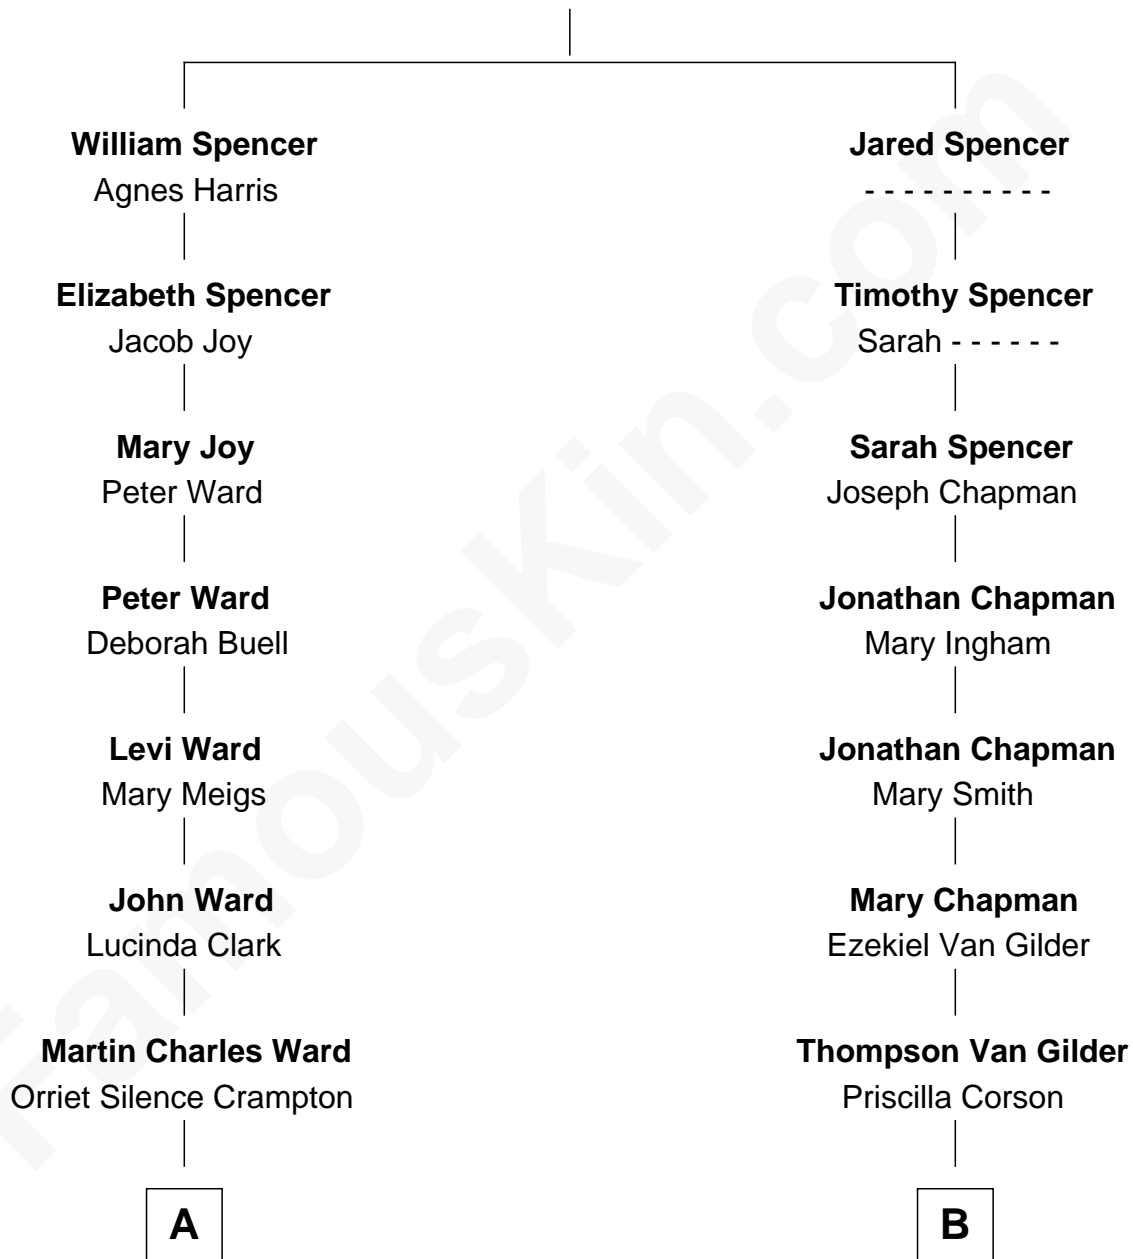 William Spencer
Agnes Harris
Elizabeth Spencer
Jacob Joy
Mary Joy
Peter Ward
Peter Ward
Deborah Buell
Levi Ward
Mary Meigs
John Ward
Lucinda Clark
Martin Charles Ward
Orriet Silence Crampton
A
Jared Spencer
- - - - - - - - - -
Timothy Spencer
Sarah - - - - - -
Sarah Spencer
Joseph Chapman
Jonathan Chapman
Mary Ingham
Jonathan Chapman
Mary Smith
Mary Chapman
Ezekiel Van Gilder
Thompson Van Gilder
Priscilla Corson
B
FamousKin.com